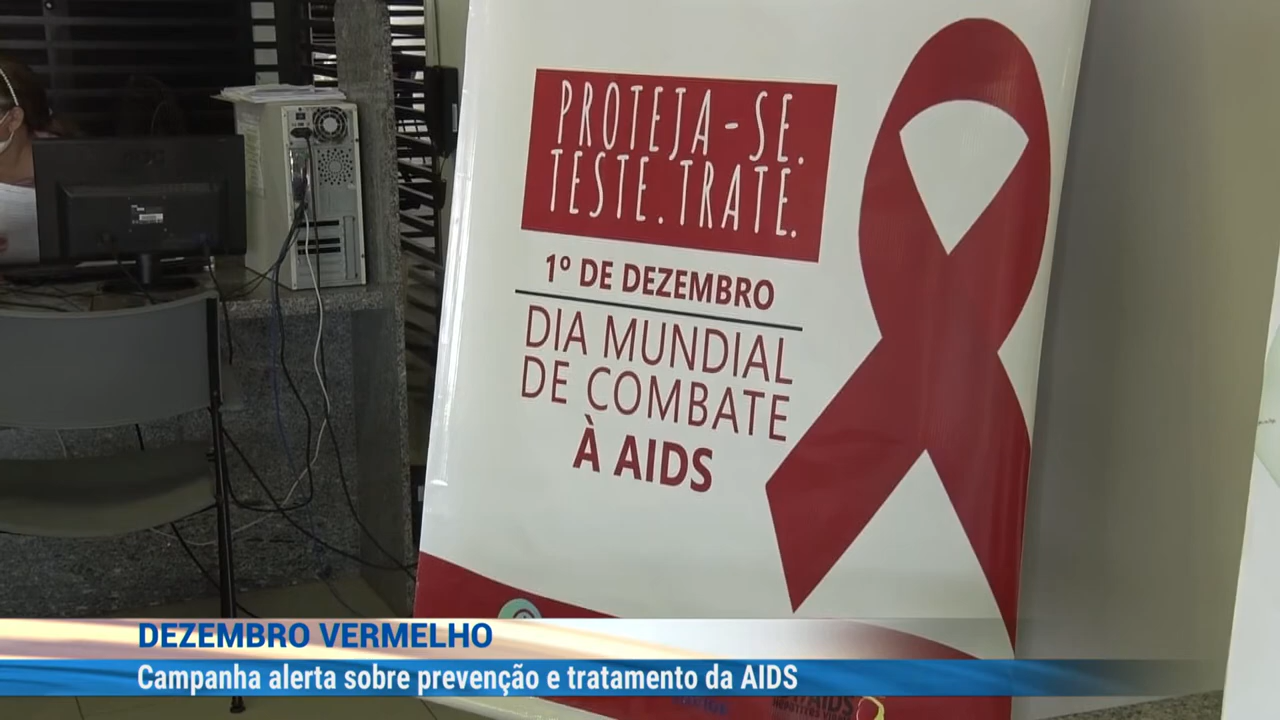 PROTEJA-SE.
TESTE. TRATE.
1º DE DEZEMBRO
DIA MUNDIAL
DE COMBATE
À AIDS
DEZEMBRO VERMELHO
Campanha alerta sobre prevenção e tratamento da AIDS